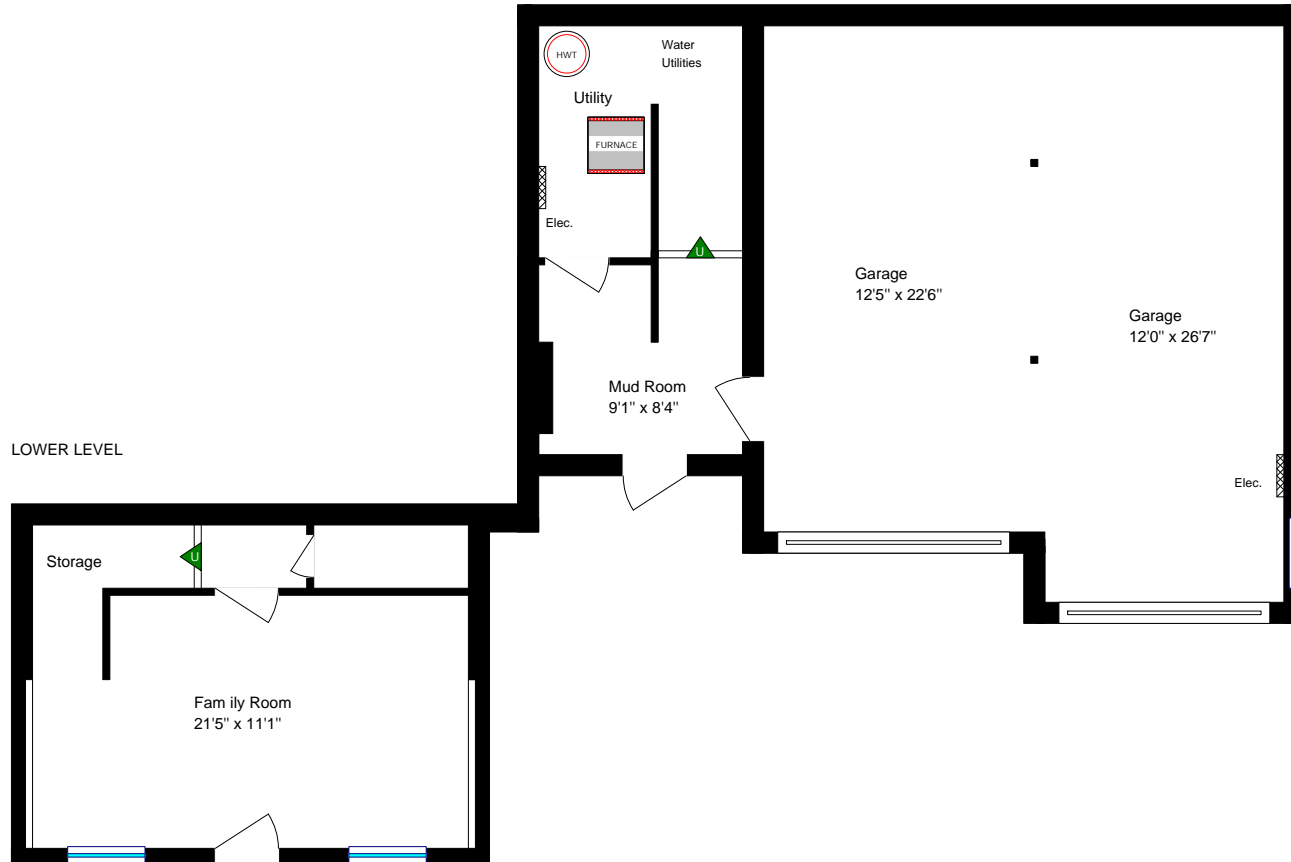 HWT
Water
Utilities
Utility
FURNACE
Elec.
U
Garage
12'5" x 22'6"
Garage
12'0" x 26'7"
Mud Room
9'1" x 8'4"
LOWER LEVEL
Elec.
Storage
U
Fam ily Room
21'5" x 11'1"